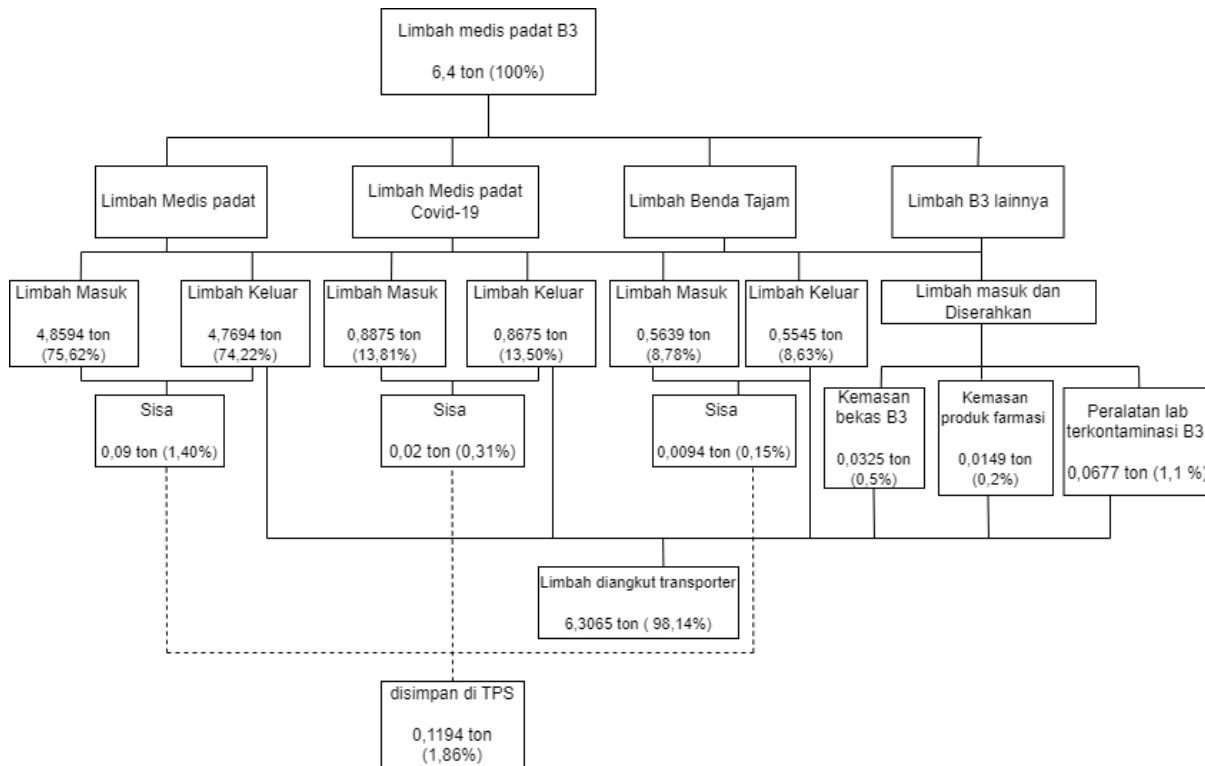 Limbah medis padat B3
6,4 ton (100%)
Limbah Medis padat
Limbah Medis padat
Covid-19
Limbah Benda Tajam
Limbah B3 lainnya
Limbah Masuk
4,8594 ton
(75,62%)
Limbah Keluar
4,7694 ton
(74,22%)
Limbah Masuk
0,8875 ton
(13,81%)
Limbah Keluar
0,8675 ton
(13,50%)
Limbah Masuk
0,5639 ton
(8,78%)
Limbah Keluar
0,5545 ton
(8,63%)
Limbah masuk dan
Diserahkan
Sisa
0,09 ton (1,40%)
Sisa
0,02 ton (0,31%)
Sisa
0,0094 ton (0,15%)
Kemasan
bekas B3
0,0325 ton
(0,5%)
Kemasan
produk farmasi
0,0149 ton
(0,2%)
Peralatan lab
terkontaminasi B3
0,0677 ton (1,1 %)
Limbah diangkut transporter
6,3065 ton ( 98,14%)
disimpan di TPS
0,1194 ton
(1,86%)